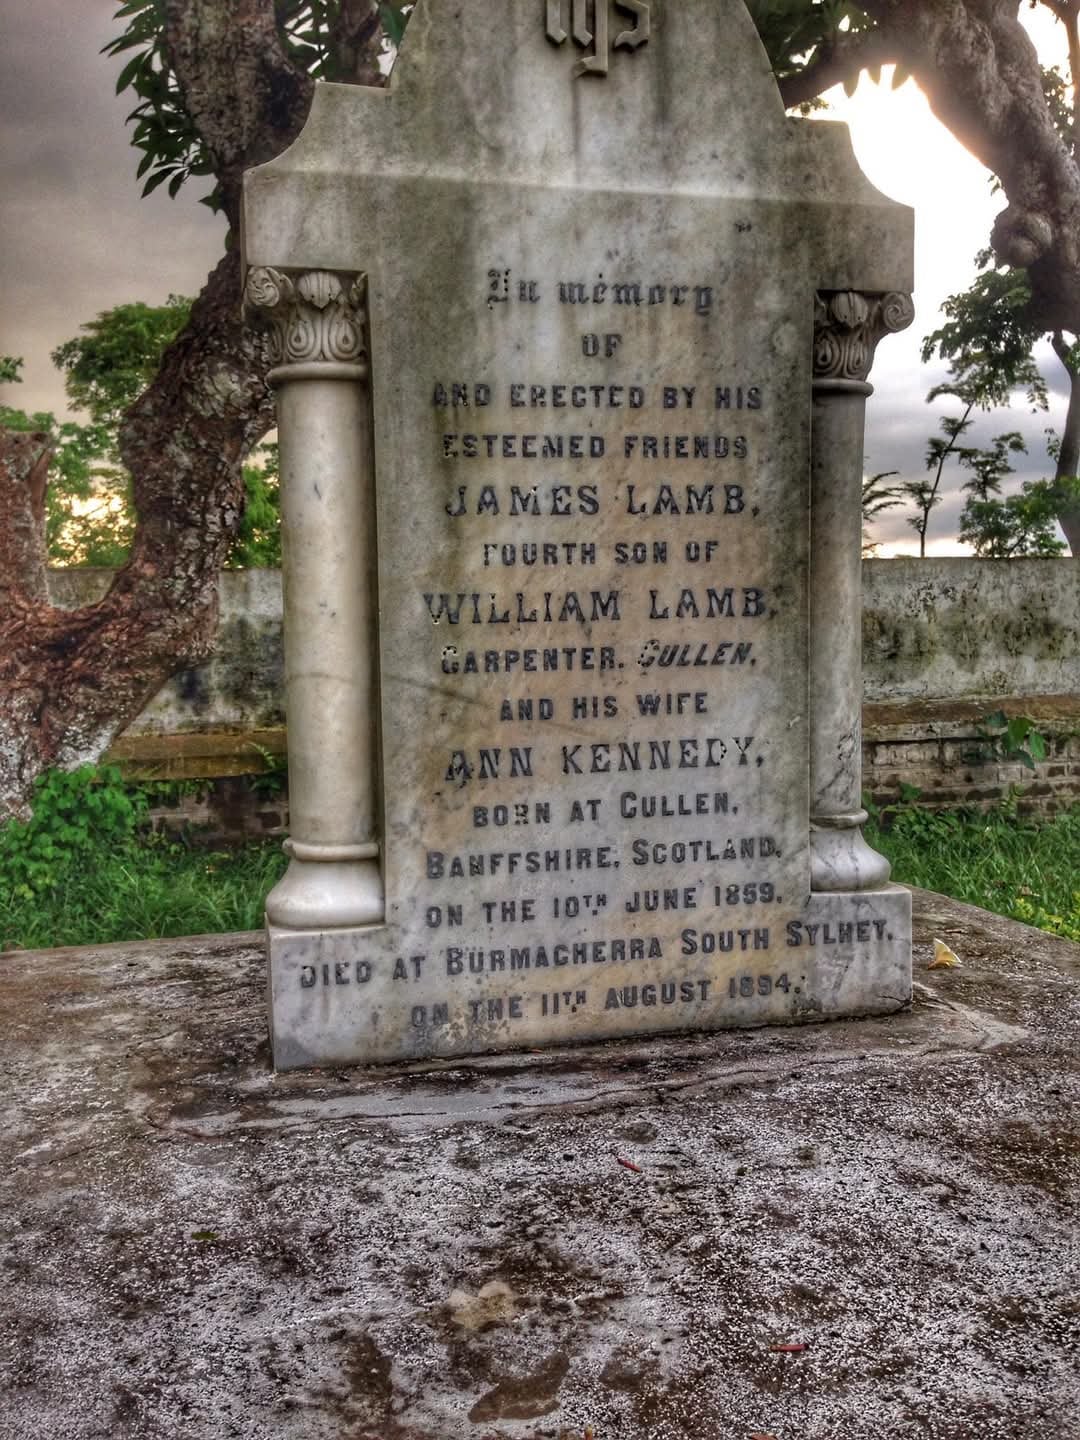 IHS
In memory
OF
AND ERECTED BY HIS
ESTEEMED FRIENDS
JAMES LAMB,
FOURTH SON OF
WILLIAM LAMB,
CARPENTER. CULLEN,
AND HIS WIFE
ANN KENNEDY,
BORN AT CULLEN,
BANFFSHIRE, SCOTLAND,
ON THE 10TH JUNE 1859,
DIED AT BURMACHERRA SOUTH SYLHET,
ON THE 11TH AUGUST 1894.